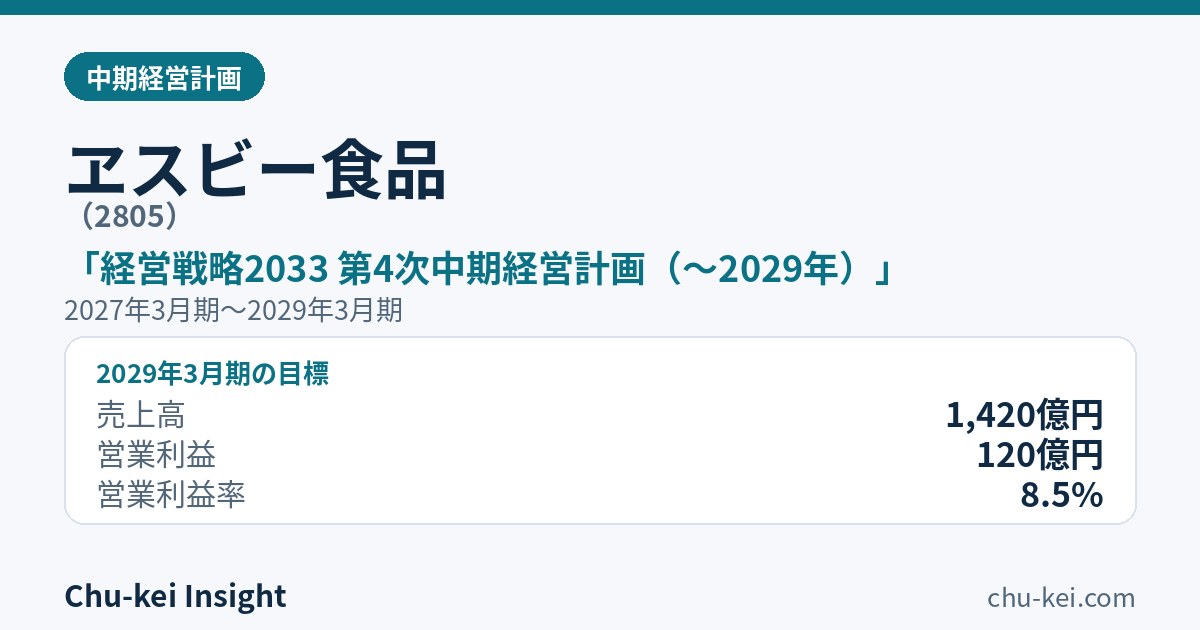 中期経営計画
ヱスビー食品
（2805）
「経営戦略2033 第4次中期経営計画（～2029年）」
2027年3月期～2029年3月期
2029年3月期の目標
売上高 1,420億円
営業利益 120億円
営業利益率 8.5%
Chu-kei Insight chu-kei.com